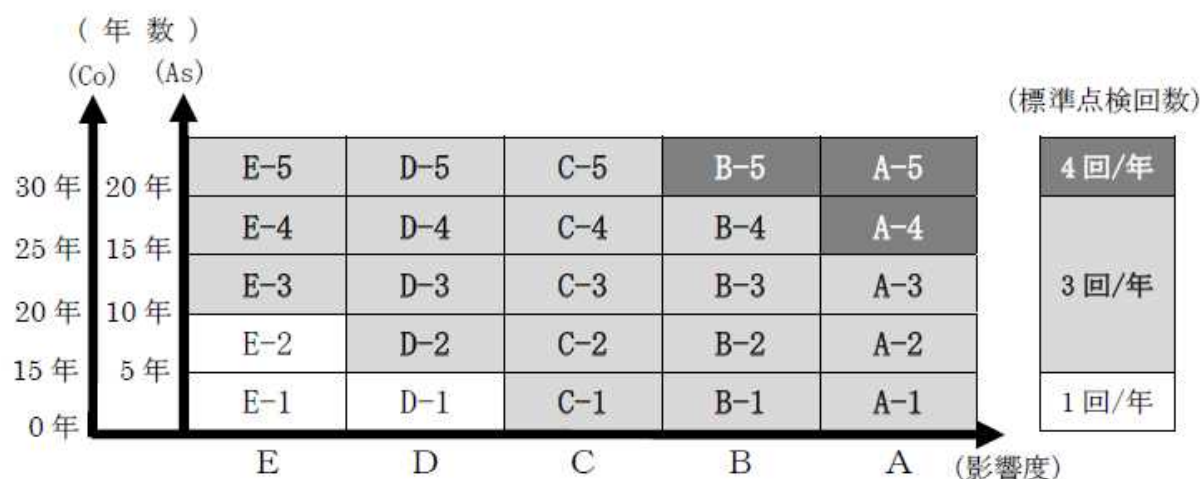 (年数)
(Co) (As)
(標準点検回数)
E-5 D-5 C-5 B-5 A-5 4回/年
30年 20年
E-4 D-4 C-4 B-4 A-4
25年 15年
E-3 D-3 C-3 B-3 A-3 3回/年
20年 10年
E-2 D-2 C-2 B-2 A-2
15年 5年
E-1 D-1 C-1 B-1 A-1 1回/年
0年
E D C B A (影響度)